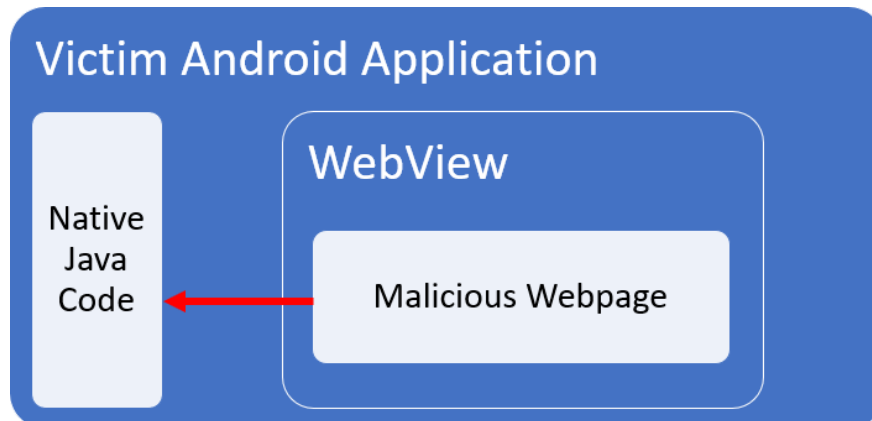 Victim Android Application
WebView
Native
Java
Code
Malicious Webpage